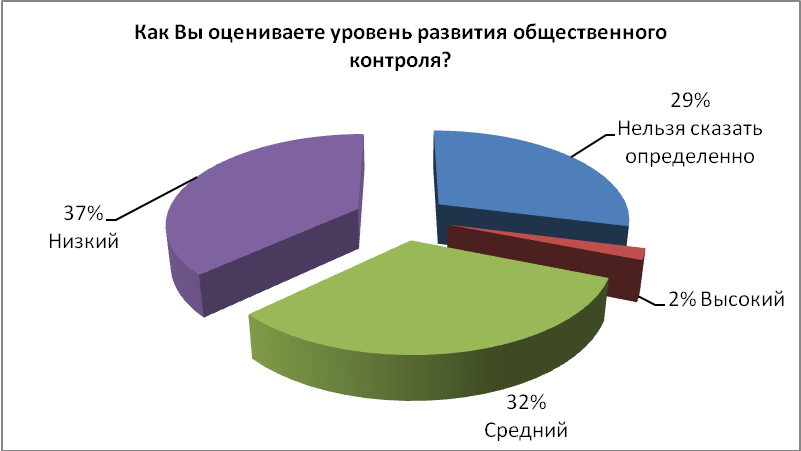 Как Вы оцениваете уровень развития общественного
контроля?
29%
Нельзя сказать
определенно
37%
Низкий
2% Высокий
32%
Средний